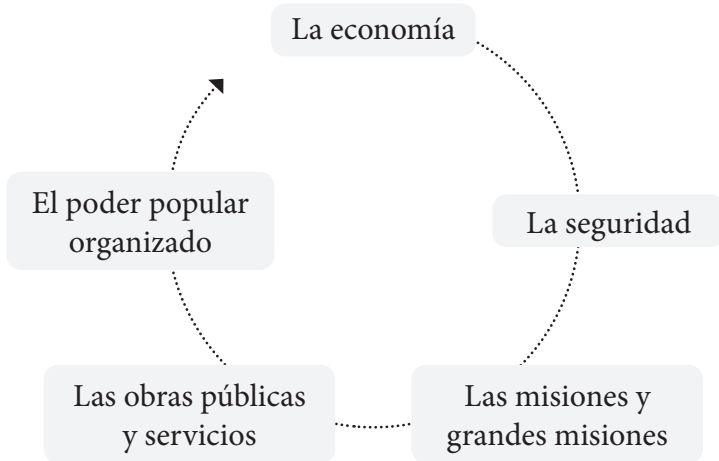 La economía
La seguridad
Las misiones y
grandes misiones
Las obras públicas
y servicios
El poder popular
organizado